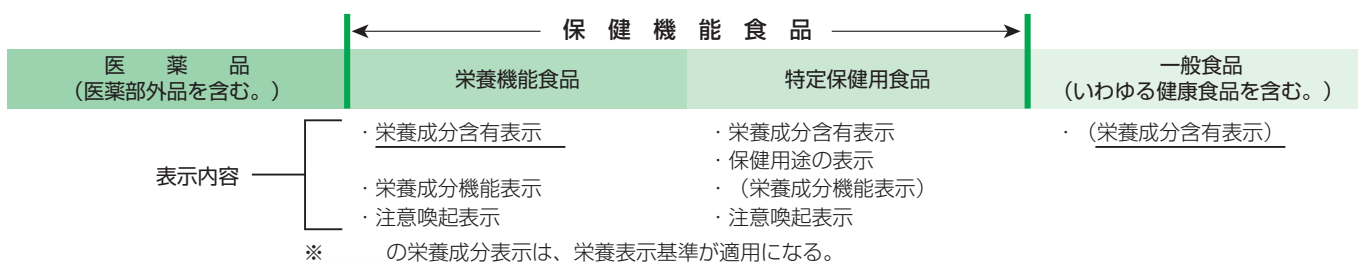 保健機能食品
医薬品
（医薬部外品を含む。）
栄養機能食品
特定保健用食品
一般食品
（いわゆる健康食品を含む。）
表示内容
・栄養成分含有表示
・栄養成分機能表示
・注意喚起表示
・栄養成分含有表示
・保健用途の表示
・（栄養成分機能表示）
・注意喚起表示
・（栄養成分含有表示）
※　　の栄養成分表示は、栄養表示基準が適用になる。